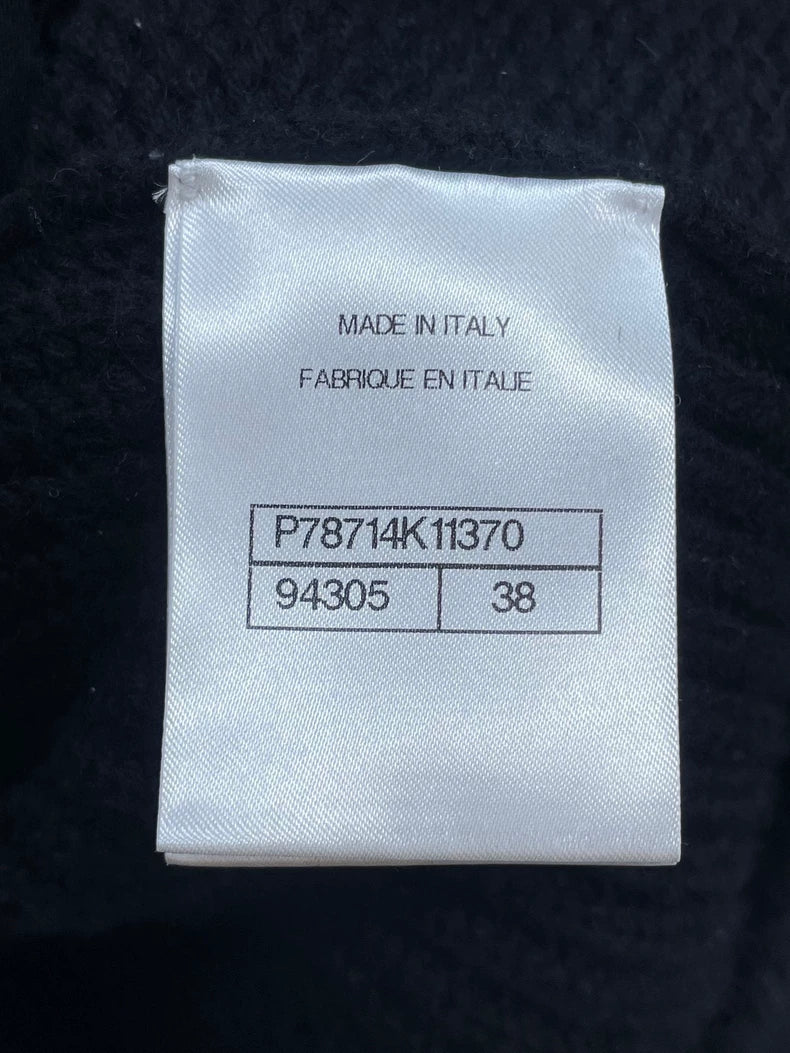 MADE IN ITALY
FABRIQUE EN ITALIE
P78714K11370
94305 38